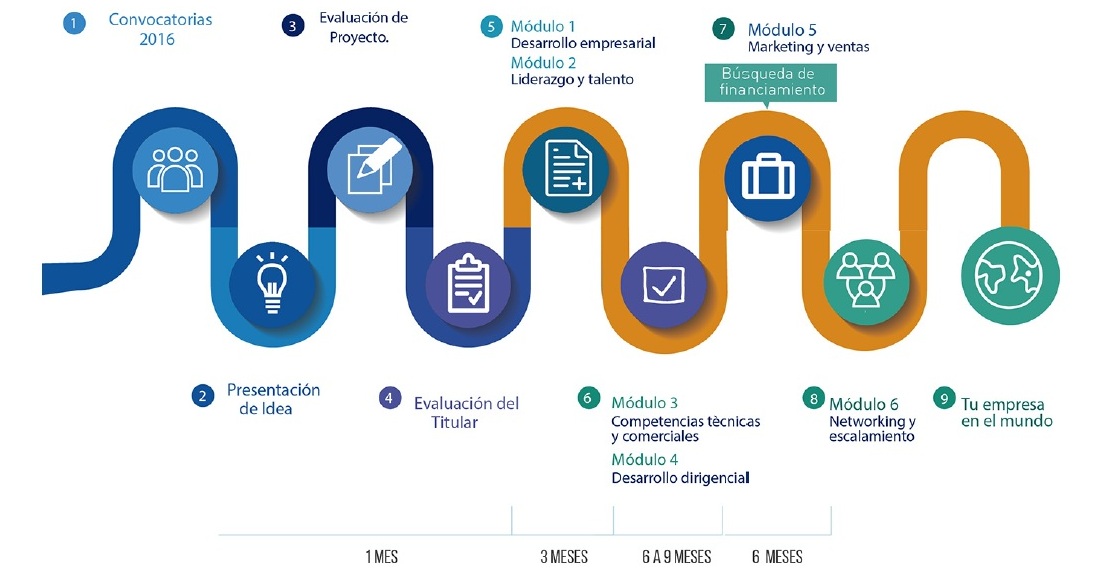 1
Convocatorias
2016
3
Evaluación de
Proyecto.
5
Módulo 1
Desarrollo empresarial
Módulo 2
Liderazgo y talento
7
Módulo 5
Marketing y ventas
Búsqueda de
financiamiento
2
Presentación
de Idea
4
Evaluación del
Titular
6
Módulo 3
Competencias tècnicas
y comerciales
Módulo 4
Desarrollo dirigencial
8
Módulo 6
Networking y
escalamiento
9
Tu empresa
en el mundo
1 MES
3 MESES
6 A 9 MESES
6 MESES